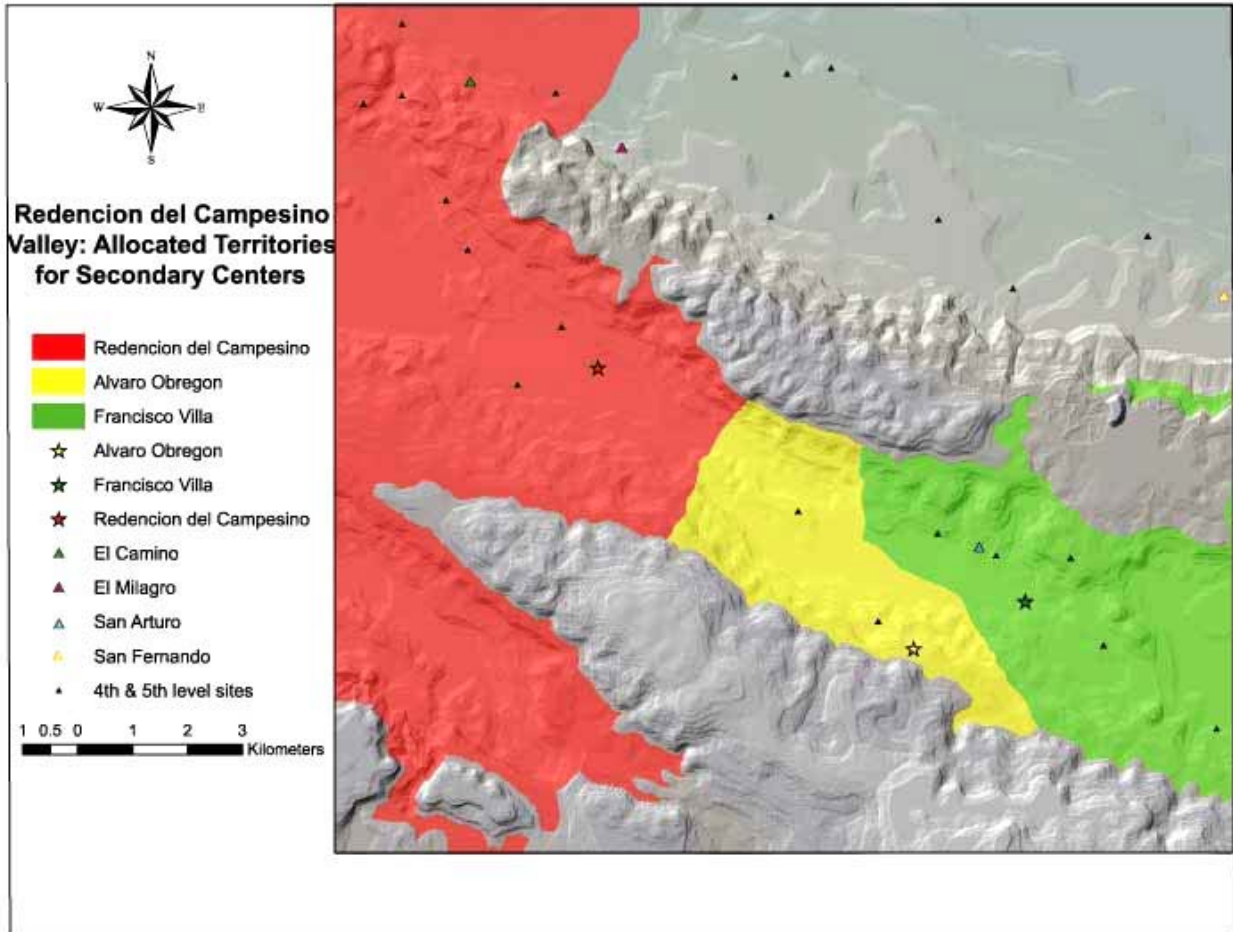 N
W
E
S
Redencion del Campesino
Valley: Allocated Territories
for Secondary Centers
Redencion del Campesino
Alvaro Obregon
Francisco Villa
Alvaro Obregon
Francisco Villa
Redencion del Campesino
El Camino
El Milagro
San Arturo
San Fernando
4th & 5th level sites
1 0.5 0 1 2 3
Kilometers